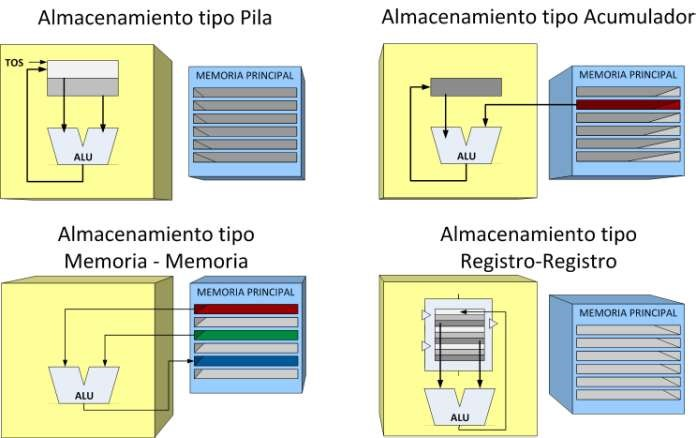 Almacenamiento tipo Pila
TOS
ALU
MEMORIA PRINCIPAL
Almacenamiento tipo Acumulador
ALU
MEMORIA PRINCIPAL
Almacenamiento tipo
Memoria - Memoria
ALU
MEMORIA PRINCIPAL
Almacenamiento tipo
Registro-Registro
ALU
MEMORIA PRINCIPAL